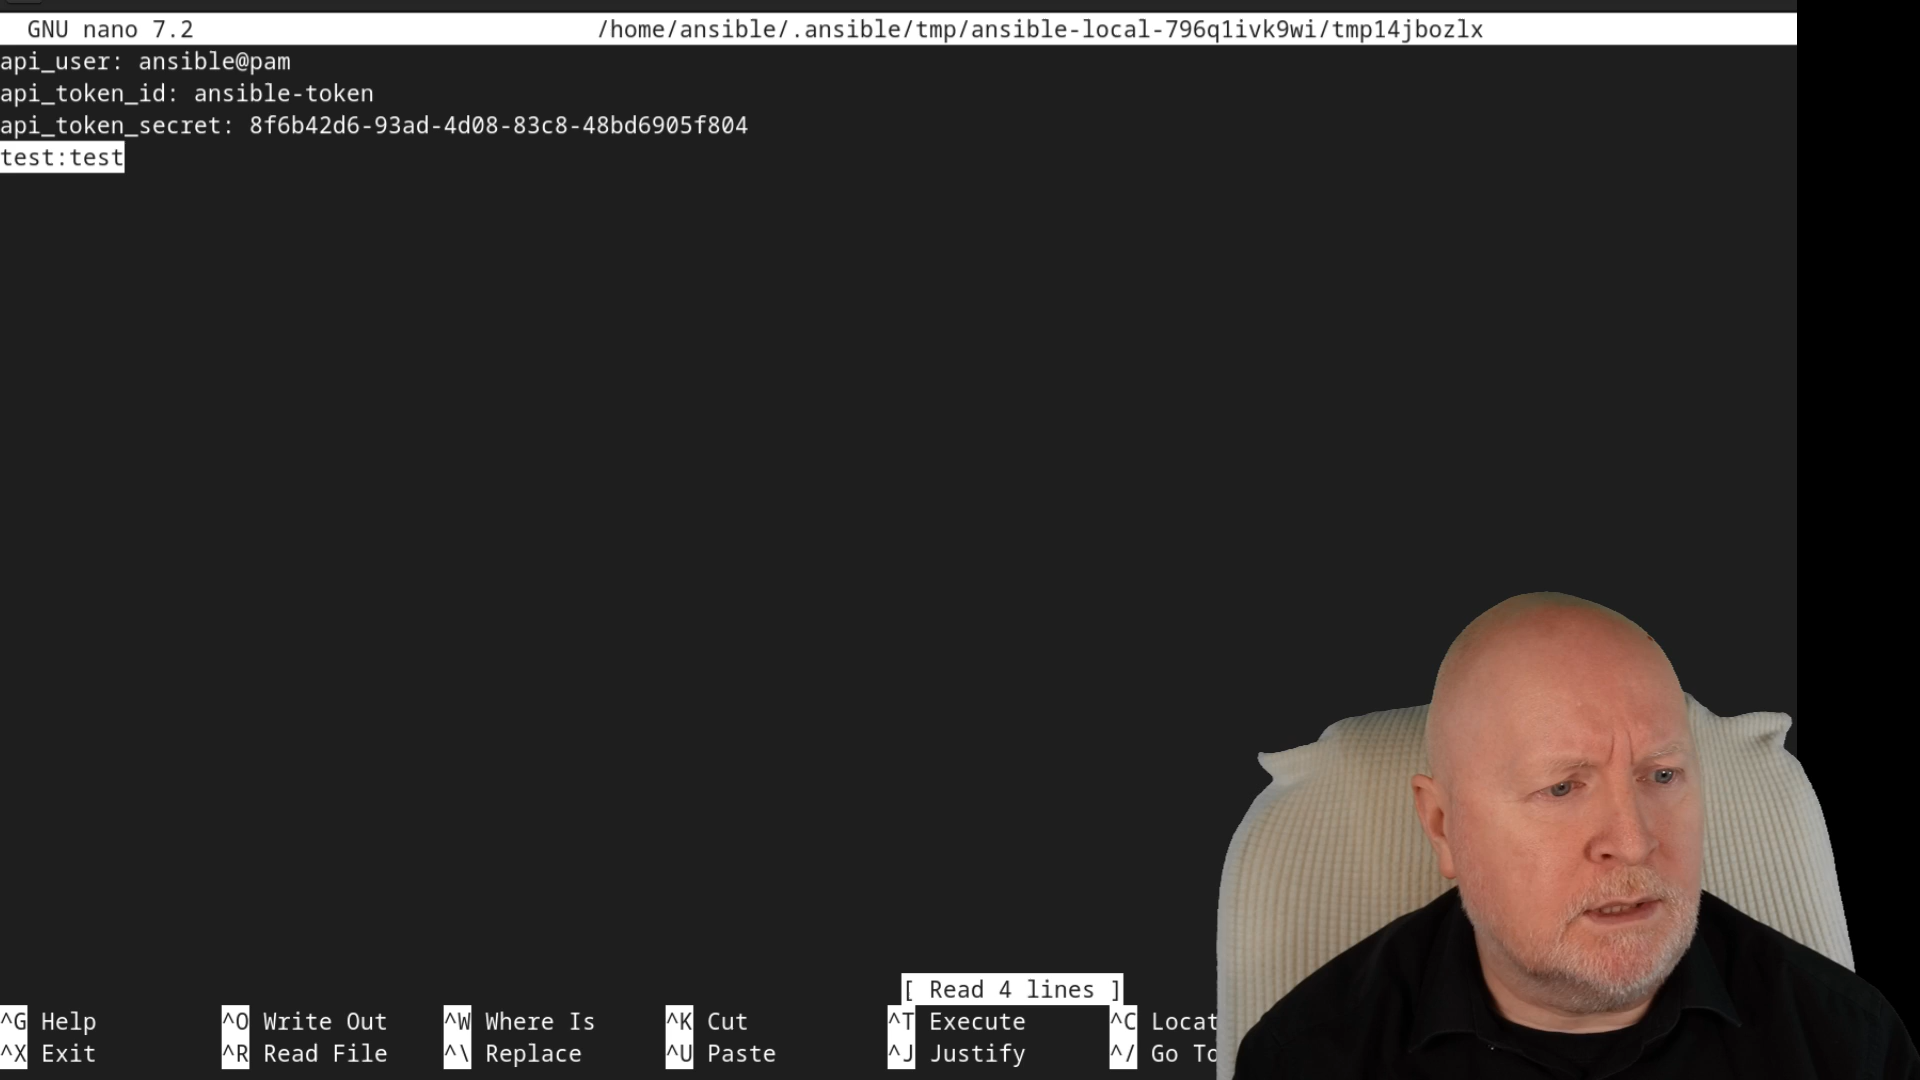 GNU nano 7.2 /home/ansible/.ansible/tmp/ansible-local-796q1ivk9wi/tmp14jbozlx
api_user: ansible@pam
api_token_id: ansible-token
api_token_secret: 8f6b42d6-93ad-4d08-83c8-48bd6905f804
test:test
[ Read 4 lines ]
^G Help ^O Write Out ^W Where Is ^K Cut ^T Execute ^C Locat
^X Exit ^R Read File ^\ Replace ^U Paste ^J Justify ^/ Go To